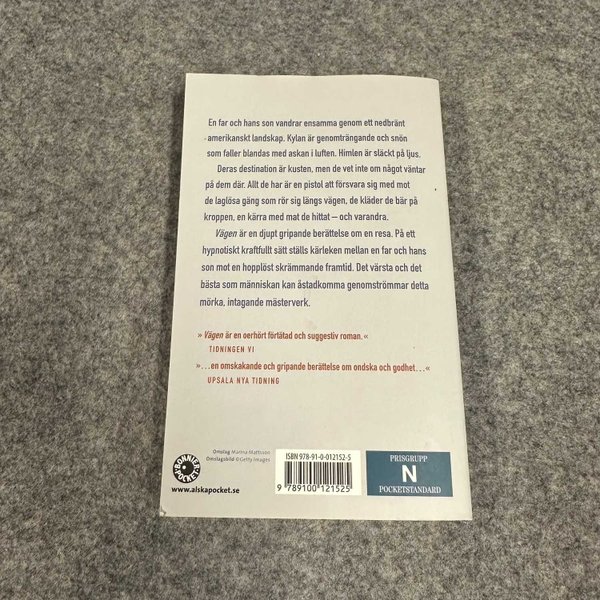 En far och hans son vandrar ensamma genom ett nedbränt
amerikanskt landskap. Kylan är genomträngande och snön
som faller blandas med askan i luften. Himlen är släckt på ljus.
Deras destination är kusten, men de vet inte om något väntar
på dem där. Allt de har är en pistol att försvara sig med mot
de laglösa gäng som rör sig längs vägen, de kläder de bär på
kroppen, en kärra med mat de hittat – och varandra.
Vägen är en djupt gripande berättelse om en resa. På ett
hypnotiskt kraftfullt sätt ställs kärleken mellan en far och hans
son mot en hopplöst skrämmande framtid. Det värsta och det
bästa som människan kan åstadkomma genomströmmar detta
mörka, intagande mästerverk.
»Vägen är en oerhört förtätad och suggestiv roman.«
TIDNINGEN VI
»...en omskakande och gripande berättelse om ondska och godhet...«
UPSALA NYA TIDNING
Omslag Marina Mattsson
Omslagsbild ©Getty Images
BONNIER POCKET
www.alskapocket.se
ISBN 978-91-0-012152-5
9 789100 121525
PRISGRUPP
N
POCKETSTANDARD